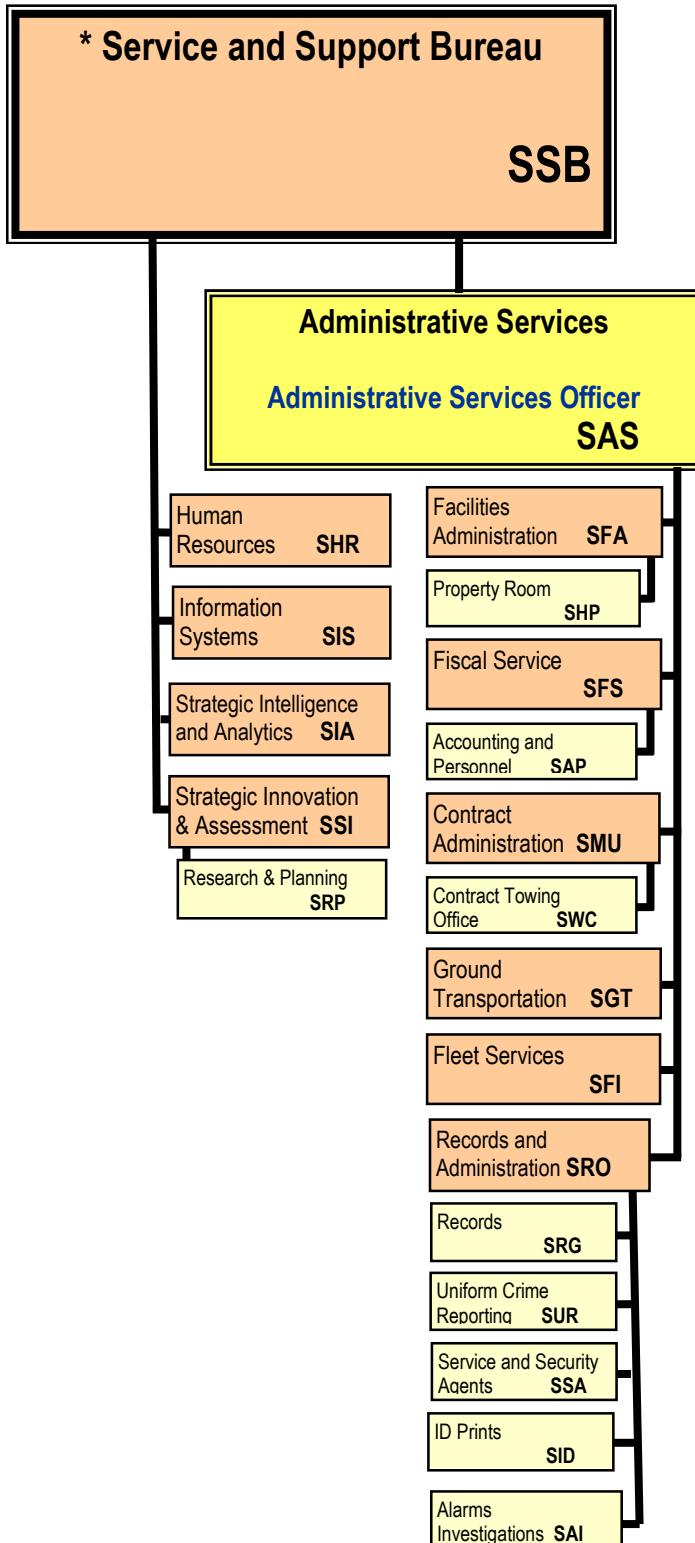 * Service and Support Bureau
SSB
Administrative Services
Administrative Services Officer
SAS
Human
Resources SHR
Information
Systems SIS
Strategic Intelligence
and Analytics SIA
Strategic Innovation
& Assessment SSI
Research & Planning
SRP
Facilities
Administration SFA
Property Room
SHP
Fiscal Service
SFS
Accounting and
Personnel SAP
Contract
Administration SMU
Contract Towing
Office SWC
Ground
Transportation SGT
Fleet Services
SFI
Records and
Administration SRO
Records
SRG
Uniform Crime
Reporting SUR
Service and Security
Agents SSA
ID Prints
SID
Alarms
Investigations SAI